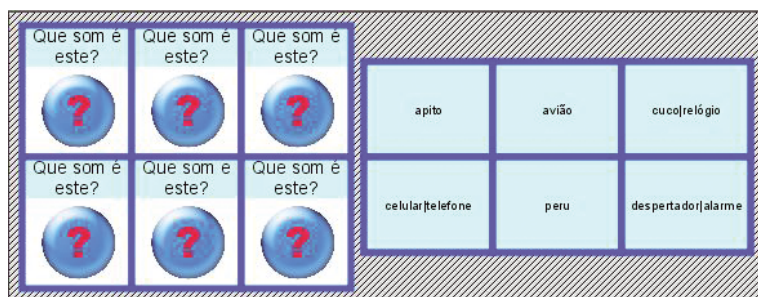 Que som é
este?
Que som é
este?
Que som é
este?
?
?
?
Que som é
este?
Que som e
este?
Que som é
este?
?
?
?
apito
avião
cuco|relógio
celular|telefone
peru
despertador|alarme